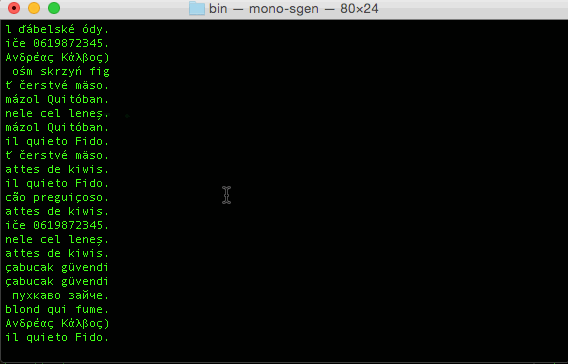 bin — mono-sgen — 80×24
l ďábelské ódy.
iče 0619872345.
Ανδρέας Κάλβος)
ośm skrzyń fig
ť čerstvé mäso.
mázol Quitóban.
nele cel leneș.
mázol Quitóban.
il quieto Fido.
ť čerstvé mäso.
attes de kiwis.
il quieto Fido.
cão preguiçoso.
attes de kiwis.
iče 0619872345.
nele cel leneș.
attes de kiwis.
çabucak güvendi
çabucak güvendi
пухкаво зайче.
blond qui fume.
Ανδρέας Κάλβος)
il quieto Fido.